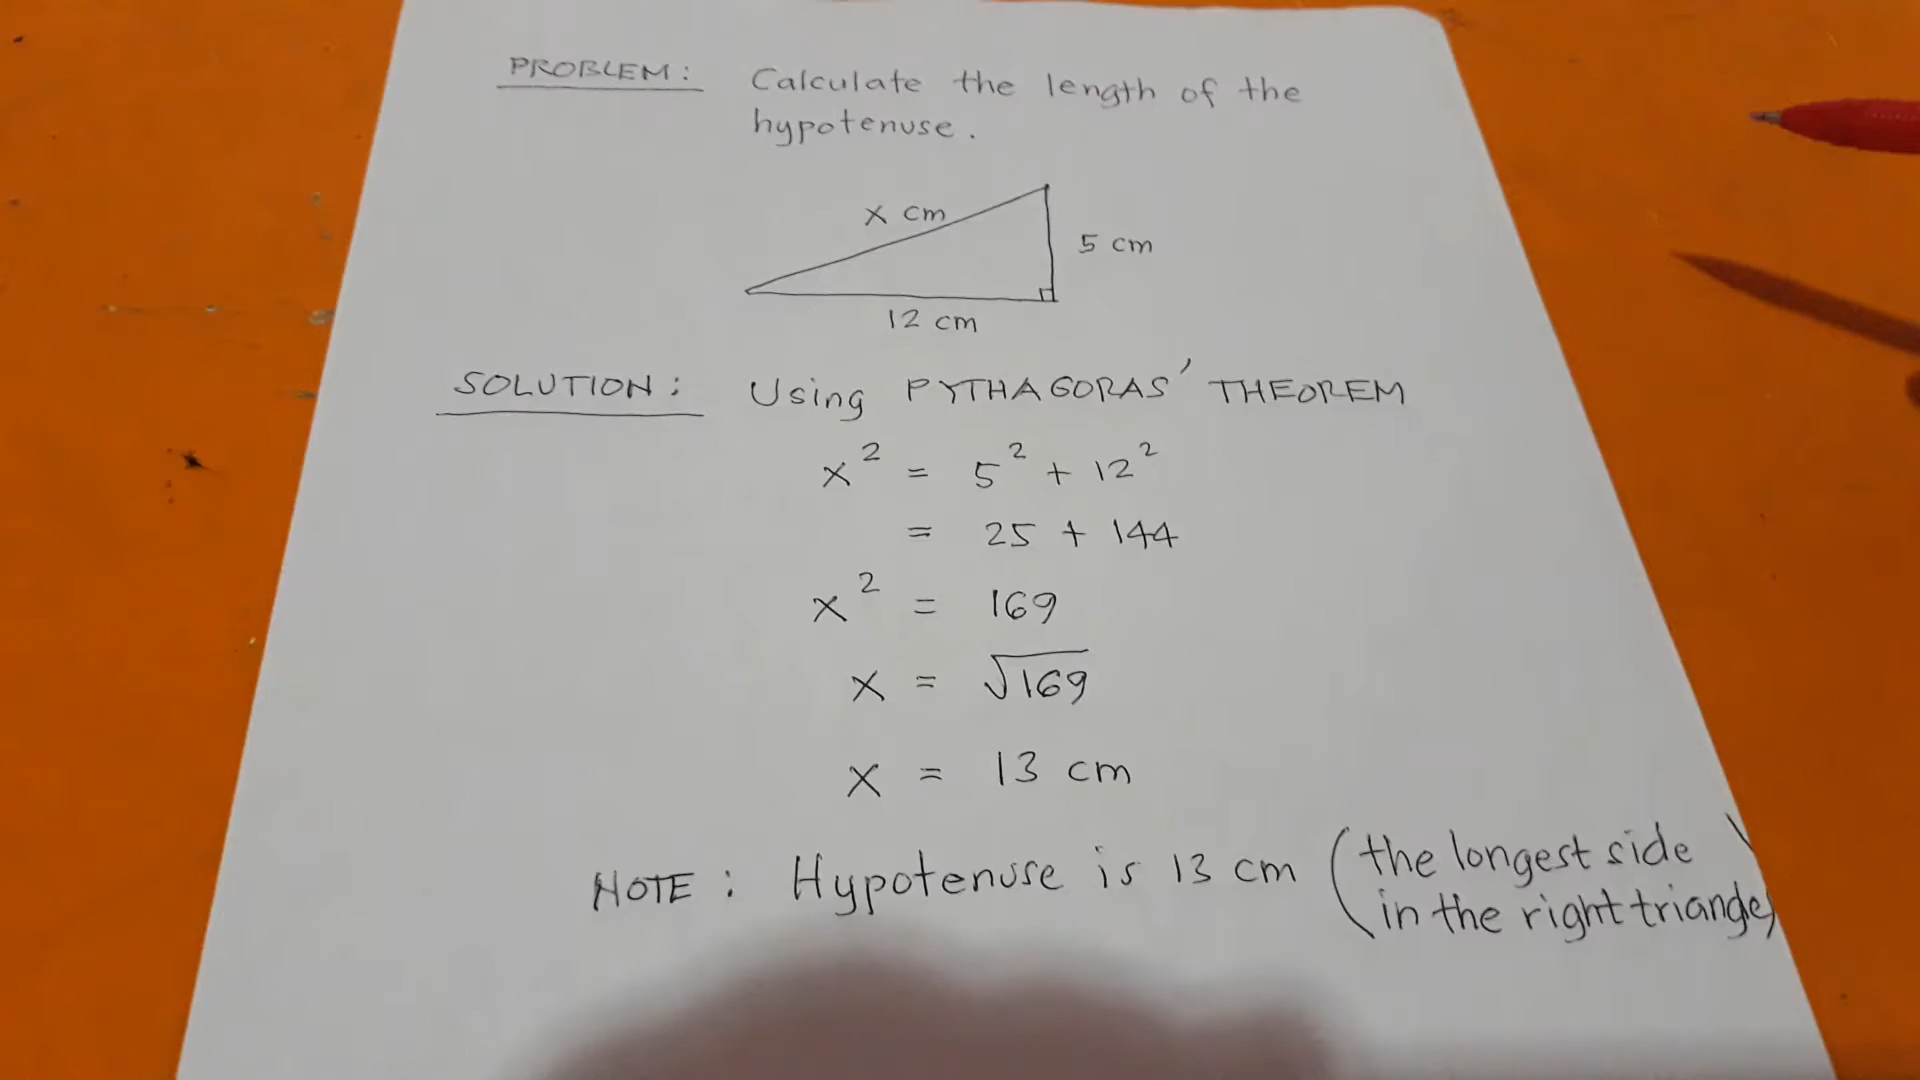 PROBLEM: Calculate the length of the
hypotenuse.
x cm
5 cm
12 cm
SOLUTION: Using PYTHAGORAS' THEOREM
x² = 5² + 12²
= 25 + 144
x² = 169
x = √169
x = 13 cm
NOTE: Hypotenuse is 13 cm (the longest side
in the right triangle)